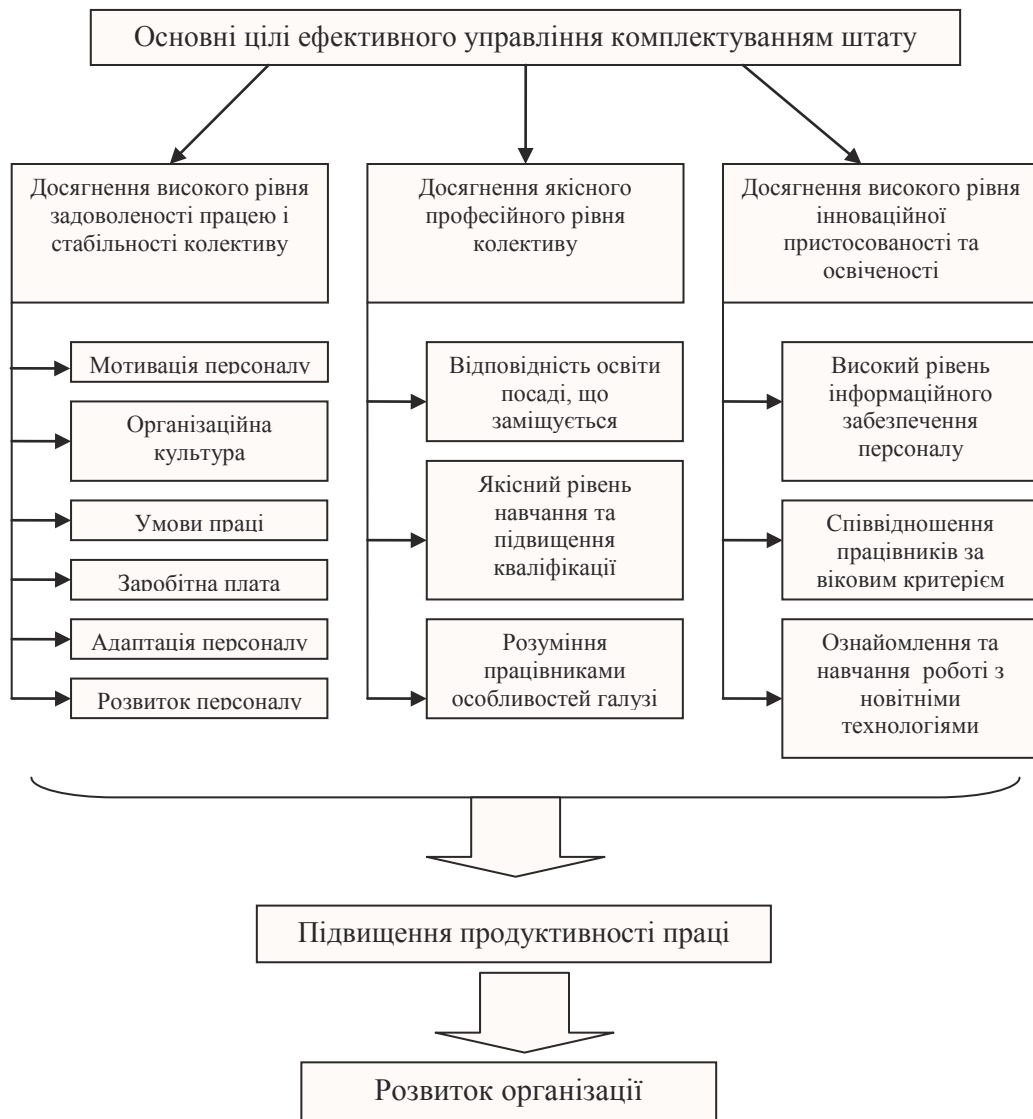 Основні цілі ефективного управління комплектуванням штату
Досягнення високого рівня
задоволеності працею і
стабільності колективу
Мотивація персоналу
Організаційна
культура
Умови праці
Заробітна плата
Адаптація персоналу
Розвиток персоналу
Досягнення якісного
професійного рівня
колективу
Відповідність освіти
посаді, що
заміщується
Якісний рівень
навчання та
підвищення
кваліфікації
Розуміння
працівниками
особливостей галузі
Досягнення високого рівня
інноваційної
пристосованості та
освіченості
Високий рівень
інформаційного
забезпечення
персоналу
Співвідношення
працівників за
віковим критерієм
Ознайомлення та
навчання роботі з
новітніми
технологіями
Підвищення продуктивності праці
Розвиток організації